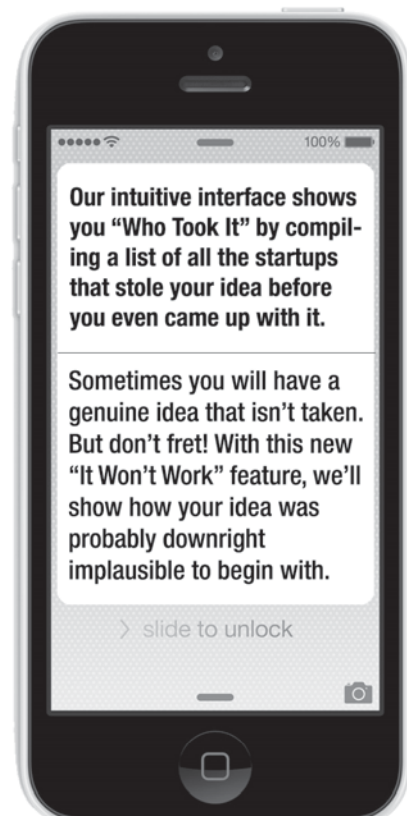 100%
Our intuitive interface shows
you “Who Took It” by compil-
ing a list of all the startups
that stole your idea before
you even came up with it.
Sometimes you will have a
genuine idea that isn’t taken.
But don’t fret! With this new
“It Won’t Work” feature, we’ll
show how your idea was
probably downright
implausible to begin with.
> slide to unlock